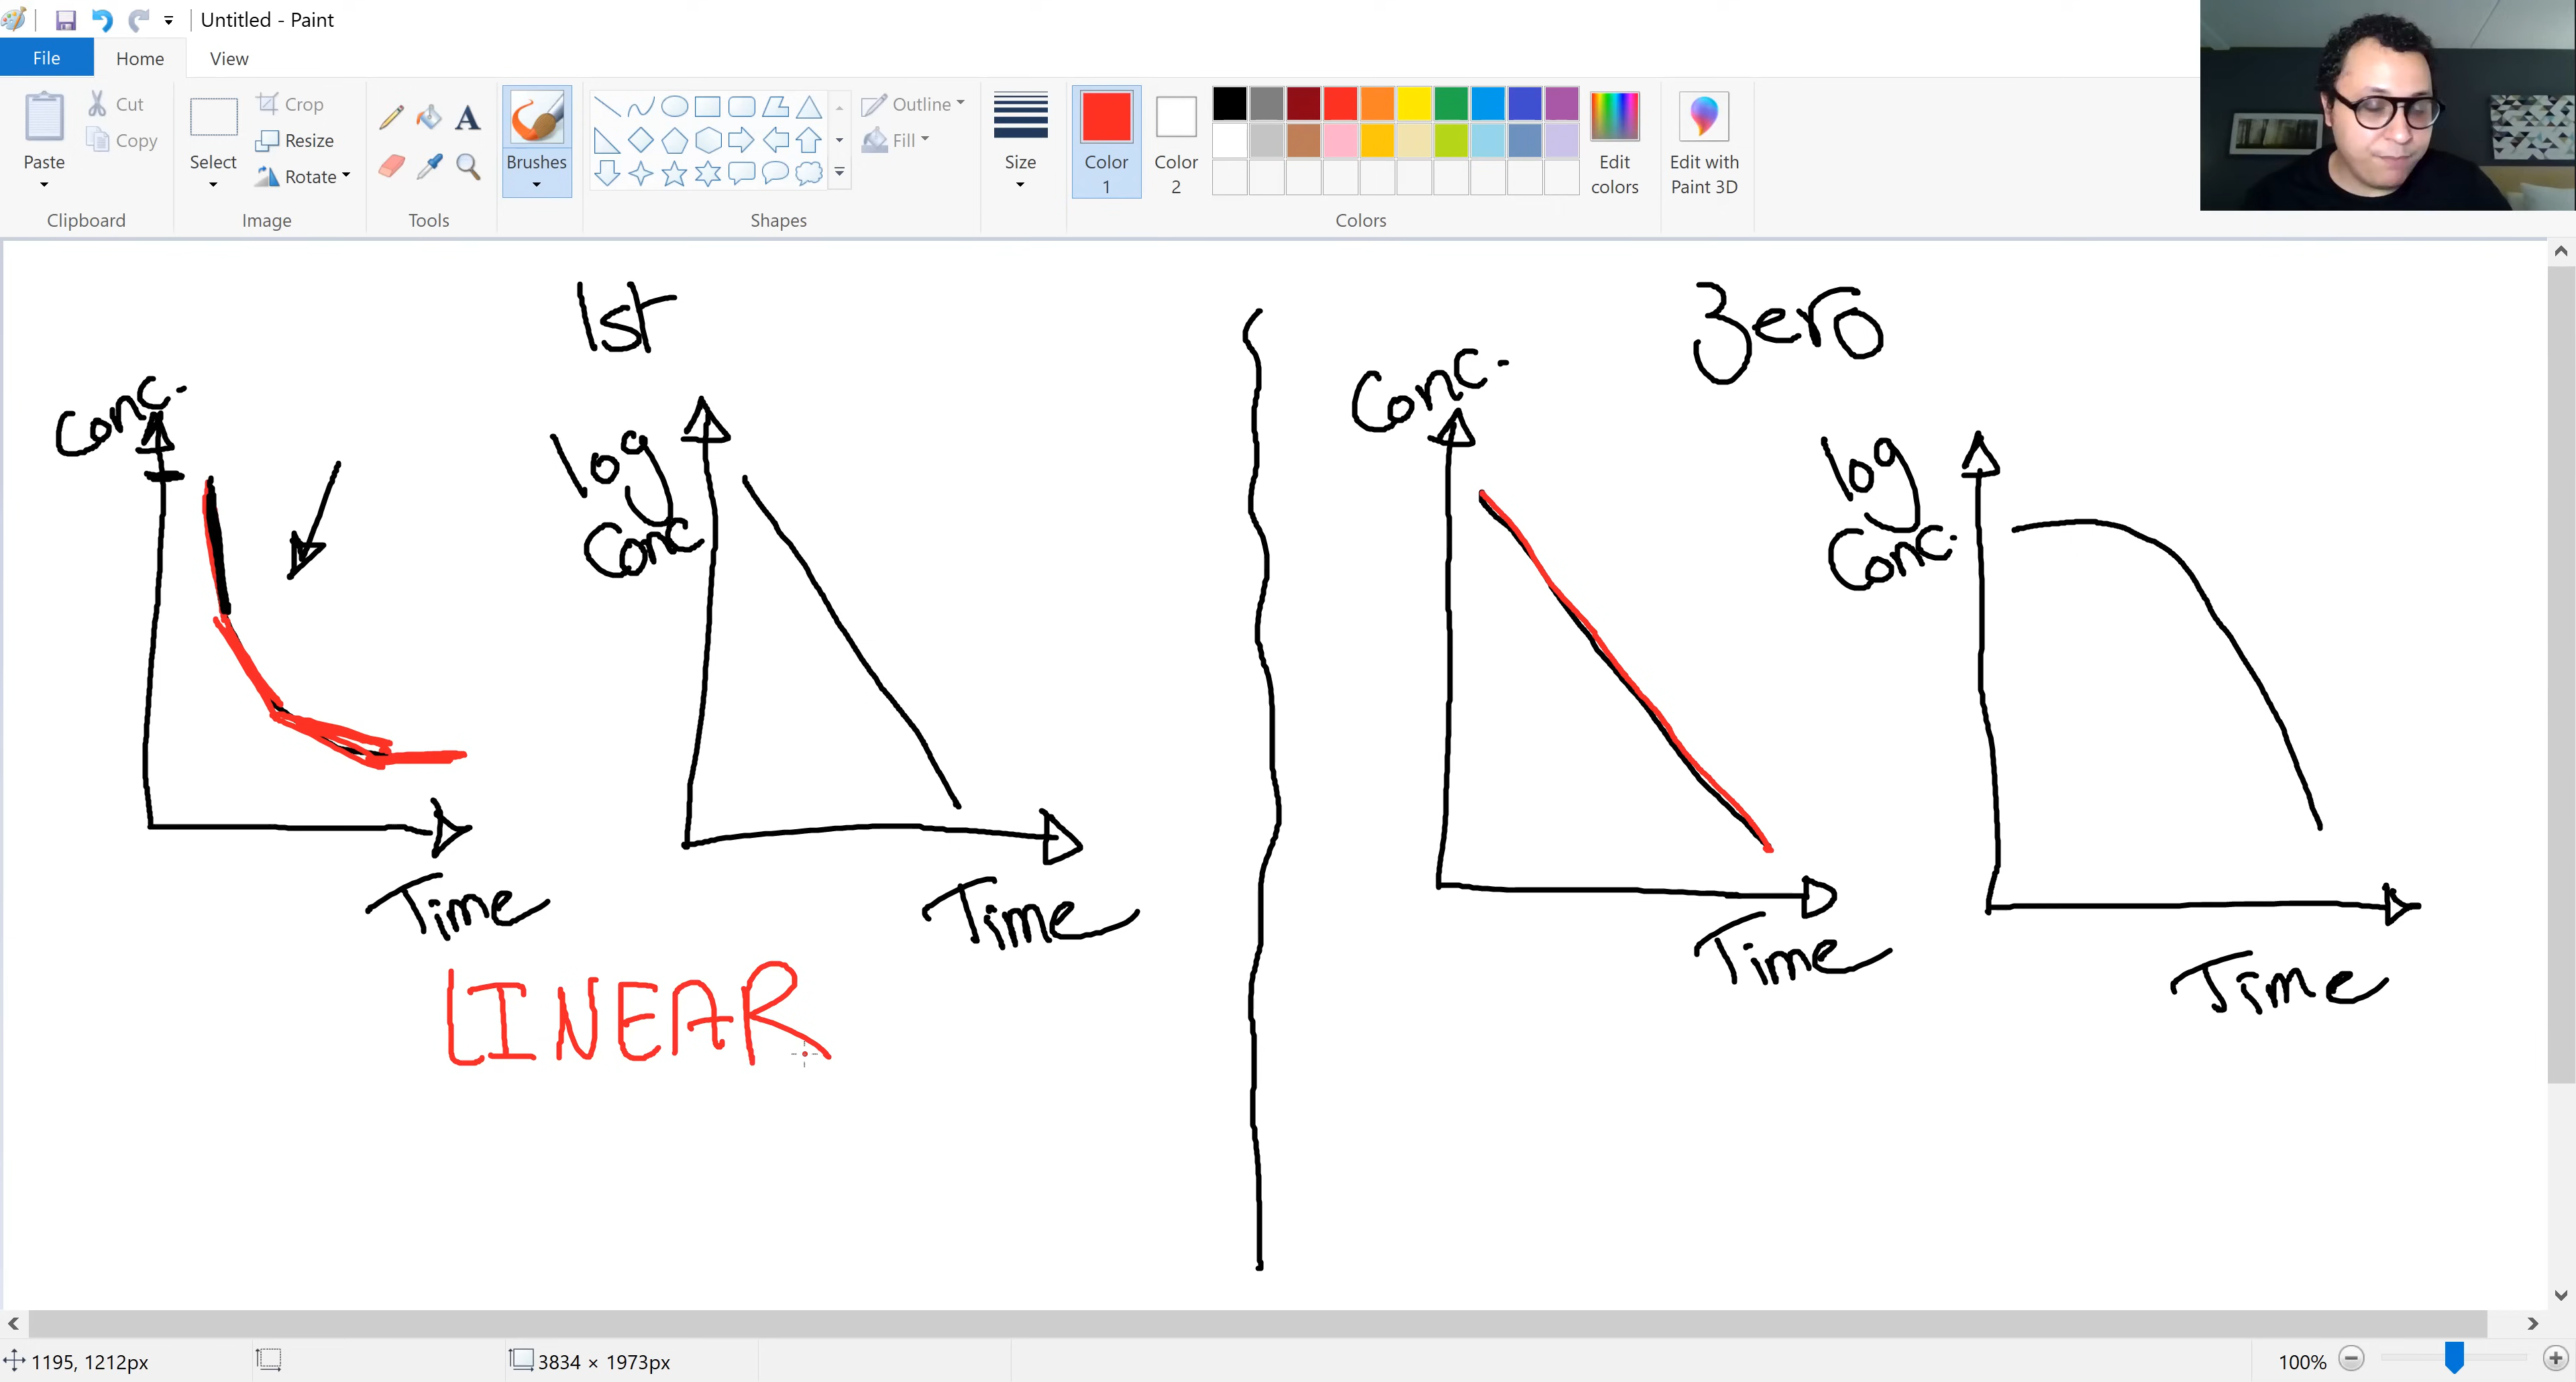 Untitled - Paint
File Home View
Paste
Cut
Copy
Clipboard
Select
Crop
Resize
Rotate
Image
Tools
Brushes
Shapes
Outline
Fill
Size
Color 1
Color 2
Edit colors
Colors
Edit with Paint 3D
1st
Conc.
Time
log
Conc
Time
LINEAR
Zero
Conc.
Time
log
Conc.
Time
1195, 1212px
3834 × 1973px
100%